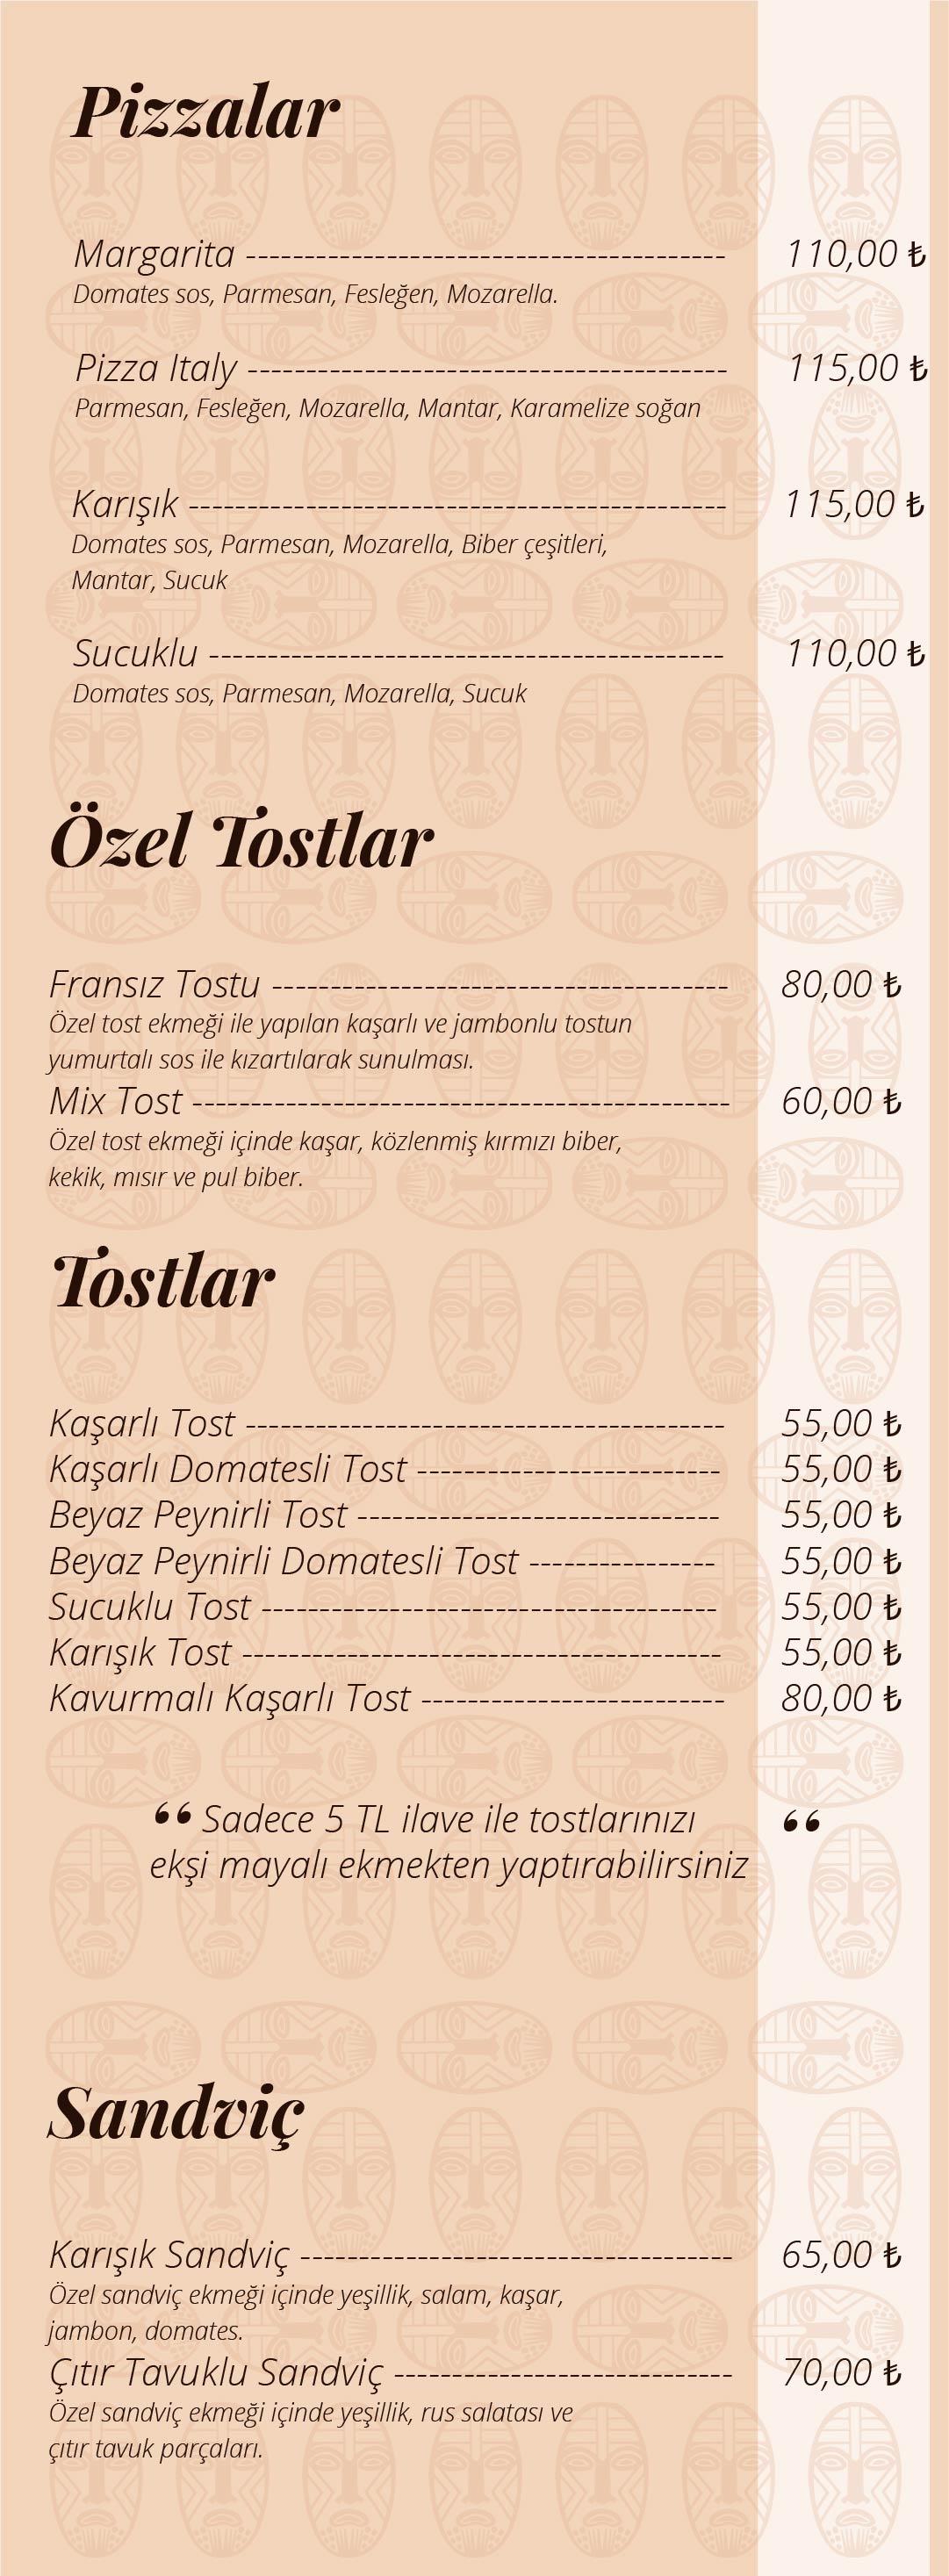 Pizzalar
Margarita ----------------------------------------- 110,00 ₺
Domates sos, Parmesan, Fesleğen, Mozarella.
Pizza Italy ----------------------------------------- 115,00 ₺
Parmesan, Fesleğen, Mozarella, Mantar, Karamelize soğan
Karışık ---------------------------------------------- 115,00 ₺
Domates sos, Parmesan, Mozarella, Biber çeşitleri,
Mantar, Sucuk
Sucuklu -------------------------------------------- 110,00 ₺
Domates sos, Parmesan, Mozarella, Sucuk
Özel Tostlar
Fransız Tostu --------------------------------------- 80,00 ₺
Özel tost ekmeği ile yapılan kaşarlı ve jambonlu tostun
yumurtalı sos ile kızartılarak sunulması.
Mix Tost ---------------------------------------------- 60,00 ₺
Özel tost ekmeği içinde kaşar, közlenmiş kırmızı biber,
kekik, mısır ve pul biber.
Tostlar
Kaşarlı Tost ----------------------------------------- 55,00 ₺
Kaşarlı Domatesli Tost -------------------------- 55,00 ₺
Beyaz Peynirli Tost ------------------------------- 55,00 ₺
Beyaz Peynirli Domatesli Tost ---------------- 55,00 ₺
Sucuklu Tost --------------------------------------- 55,00 ₺
Karışık Tost ----------------------------------------- 55,00 ₺
Kavurmalı Kaşarlı Tost -------------------------- 80,00 ₺
“ Sadece 5 TL ilave ile tostlarınızı “
ekşi mayalı ekmekten yaptırabilirsiniz
Sandviç
Karışık Sandviç ------------------------------------- 65,00 ₺
Özel sandviç ekmeği içinde yeşillik, salam, kaşar,
jambon, domates.
Çıtır Tavuklu Sandviç ----------------------------- 70,00 ₺
Özel sandviç ekmeği içinde yeşillik, rus salatası ve
çıtır tavuk parçaları.